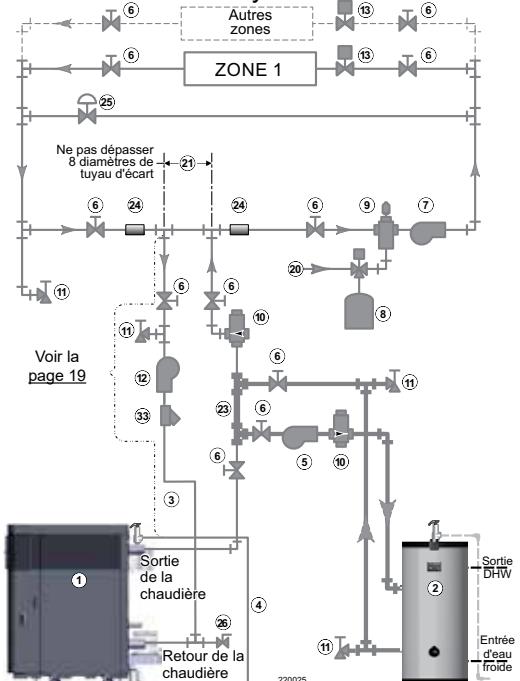 Autres
zones
6
13
6
6
ZONE 1
13
6
25
Ne pas dépasser
8 diamètres de
tuyau d'écart
21
6
24
24
6
9
7
20
11
6
6
8
11
10
Voir la
page 19
12
6
11
33
23
6
5
10
6
3
Sortie
de la
chaudière
1
4
2
Sortie
DHW
26
11
Entrée
d'eau
froide
Retour de la
chaudière
220025